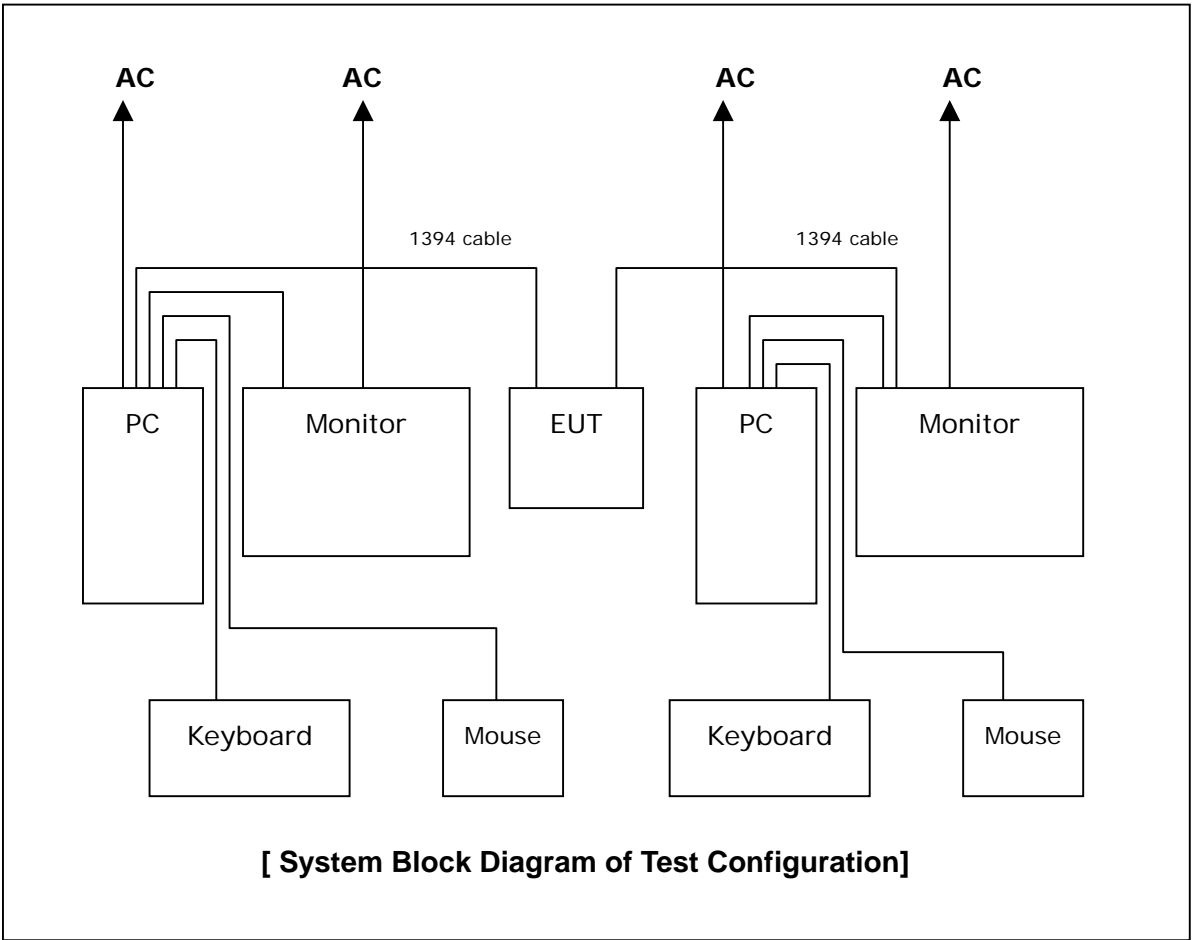 AC AC AC AC
1394 cable 1394 cable
PC Monitor EUT PC Monitor
Keyboard Mouse Keyboard Mouse
[ System Block Diagram of Test Configuration]